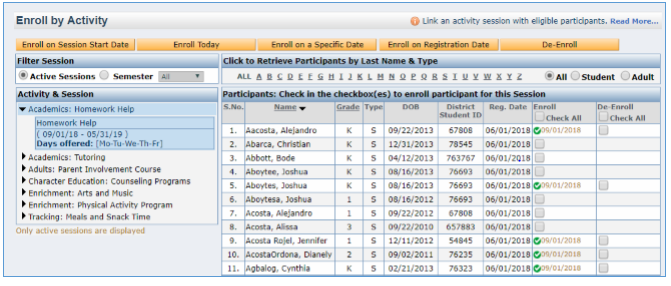 Enroll by Activity
Link an activity session with eligible participants. Read More...
Enroll on Session Start Date Enroll Today Enroll on a Specific Date Enroll on Registration Date De-Enroll
Filter Session
Active Sessions Semester All
Activity & Session
Academics: Homework Help
Homework Help
( 09/01/18 - 05/31/19 )
Days offered: [Mo-Tu-We-Th-Fr]
Academics: Tutoring
Adults: Parent Involvement Course
Character Education: Counseling Programs
Enrichment: Arts and Music
Enrichment: Physical Activity Program
Tracking: Meals and Snack Time
Only active sessions are displayed
Click to Retrieve Participants by Last Name & Type
ALL A B C D E F G H I J K L M N O P Q R S T U V W X Y Z All Student Adult
Participants: Check in the checkbox(es) to enroll participant for this Session
S.No. Name Grade Type DOB District Student ID Reg. Date Enroll Check All De-Enroll Check All
1. Aacosta, Alejandro K S 09/22/2013 67808 06/01/2018 09/01/2018
2. Abarca, Christian K S 12/31/2013 78545 06/01/2018
3. Abbott, Bode K S 04/12/2013 763767 06/01/2018
4. Aboytee, Joshua K S 08/16/2013 76693 06/01/2018
5. Aboytes, Joshua K S 08/16/2013 76693 06/01/2018 09/01/2018
6. Aboytesa, Joshua 1 S 08/16/2012 76693 06/01/2018
7. Acosta, Alejandro 1 S 09/22/2012 67808 06/01/2018
8. Acosta, Alissa 3 S 09/22/2010 657883 06/01/2018
9. Acosta Rojel, Jennifer 1 S 12/11/2012 54845 06/01/2018 09/01/2018
10. AcostaOrdona, Dianely 2 S 09/02/2011 76235 06/01/2018 09/01/2018
11. Agbalog, Cynthia K S 02/21/2013 76323 06/01/2018 09/01/2018